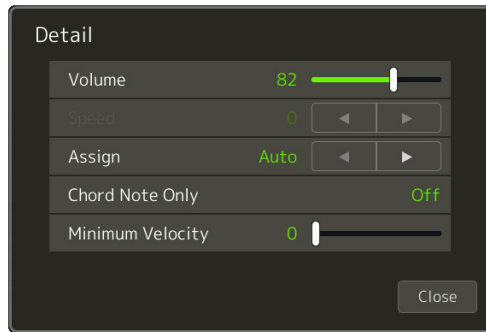 Detail
Volume 82
Speed 0
Assign Auto
Chord Note Only Off
Minimum Velocity 0
Close